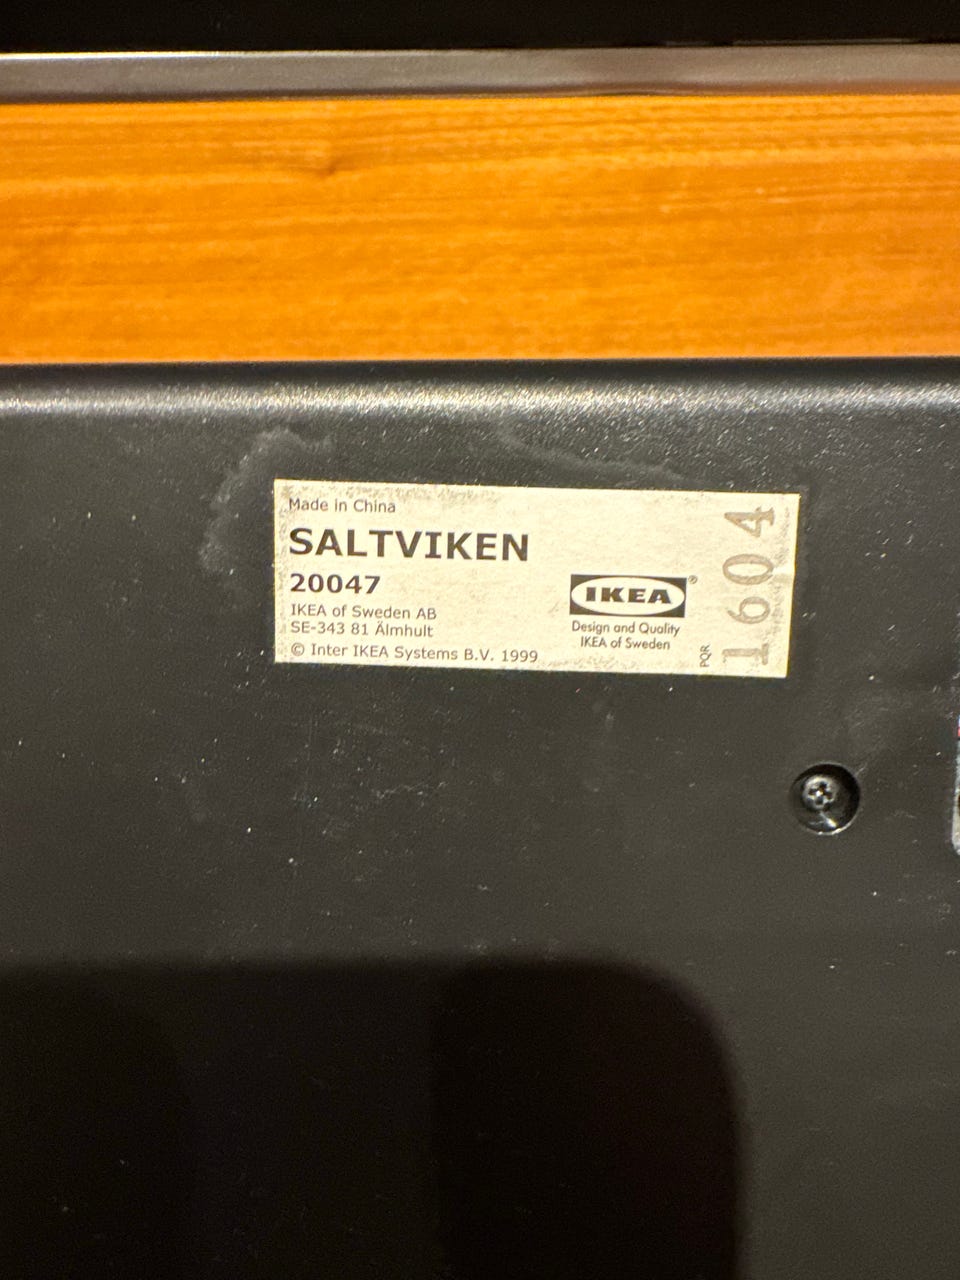 Made in China
SALTVIKEN
20047
IKEA of Sweden AB
SE-343 81 Älmhult
© Inter IKEA Systems B.V. 1999
IKEA®
Design and Quality
IKEA of Sweden
PQR
1604